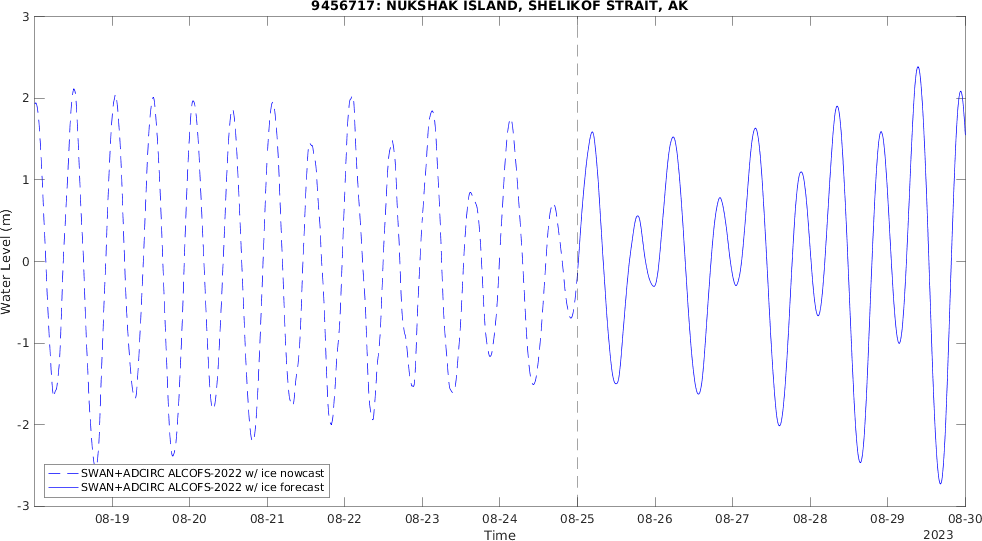 9456717: NUKSHAK ISLAND, SHELIKOF STRAIT, AK
3
2
1
0
-1
-2
-3
Water Level (m)
SWAN+ADCIRC ALCOFS-2022 w/ ice nowcast
SWAN+ADCIRC ALCOFS-2022 w/ ice forecast
08-19 08-20 08-21 08-22 08-23 08-24 08-25 08-26 08-27 08-28 08-29 08-30
Time
2023